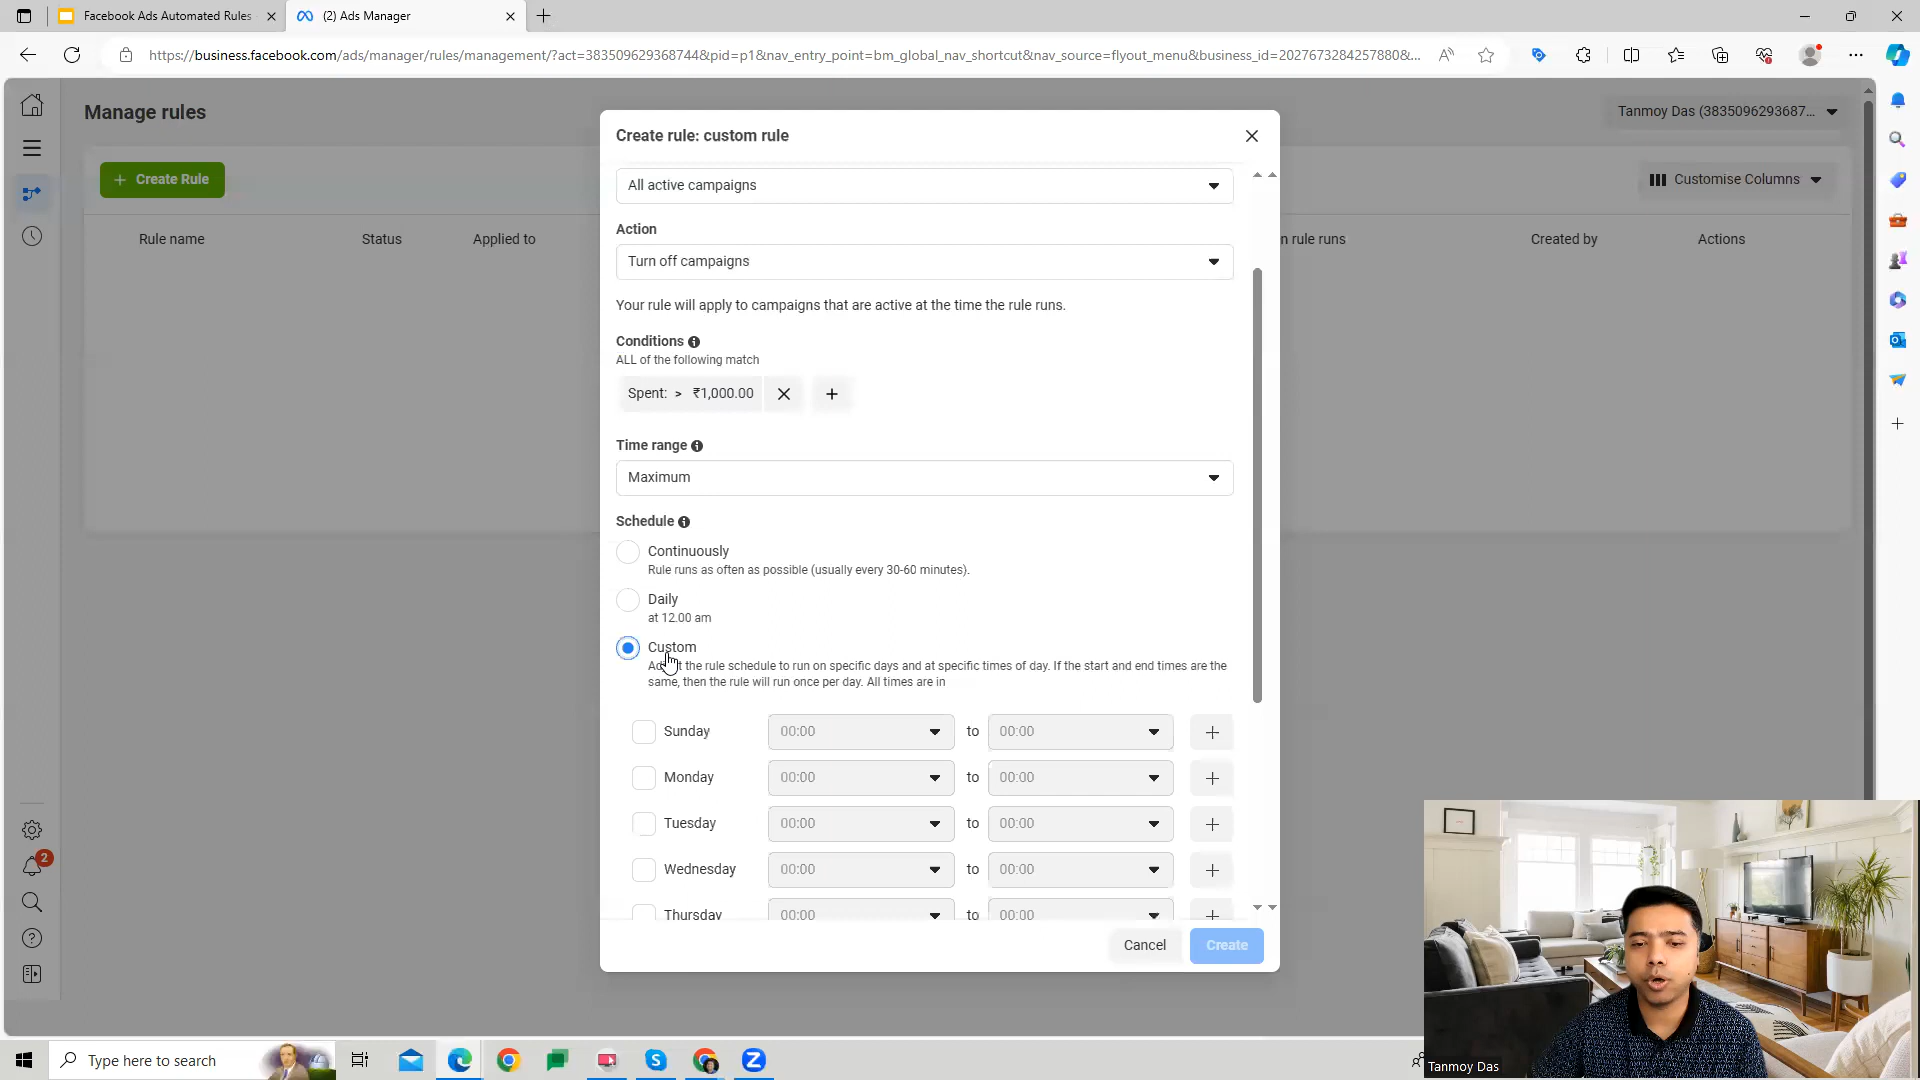 Facebook Ads Automated Rules
(2) Ads Manager
https://business.facebook.com/ads/manager/rules/management/?act=383509629368744&pid=p1&nav_entry_point=bm_global_nav_shortcut&nav_source=flyout_menu&business_id=2027673284257880&...
Manage rules
Tanmoy Das (3835096293687...
Create Rule
Customise Columns
Rule name
Status
Applied to
n rule runs
Created by
Actions
Create rule: custom rule
All active campaigns
Action
Turn off campaigns
Your rule will apply to campaigns that are active at the time the rule runs.
Conditions
ALL of the following match
Spent: > ₹1,000.00
Time range
Maximum
Schedule
Continuously
Rule runs as often as possible (usually every 30-60 minutes).
Daily
at 12.00 am
Custom
the rule schedule to run on specific days and at specific times of day. If the start and end times are the
same, then the rule will run once per day. All times are in
Sunday 00:00 to 00:00
Monday 00:00 to 00:00
Tuesday 00:00 to 00:00
Wednesday 00:00 to 00:00
Thursday 00:00 to 00:00
Cancel
Create
2
Type here to search
Tanmoy Das